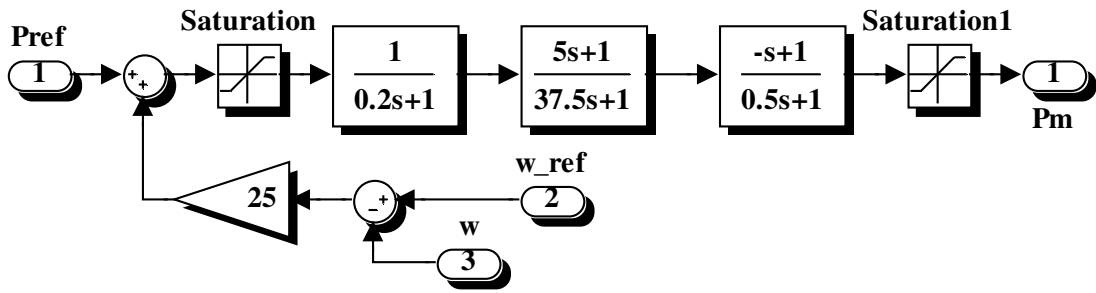 Saturation
Saturation1
Pref
1
+
+
1
0.2s+1
5s+1
37.5s+1
-s+1
0.5s+1
1
Pm
25
w_ref
- +
2
w
3